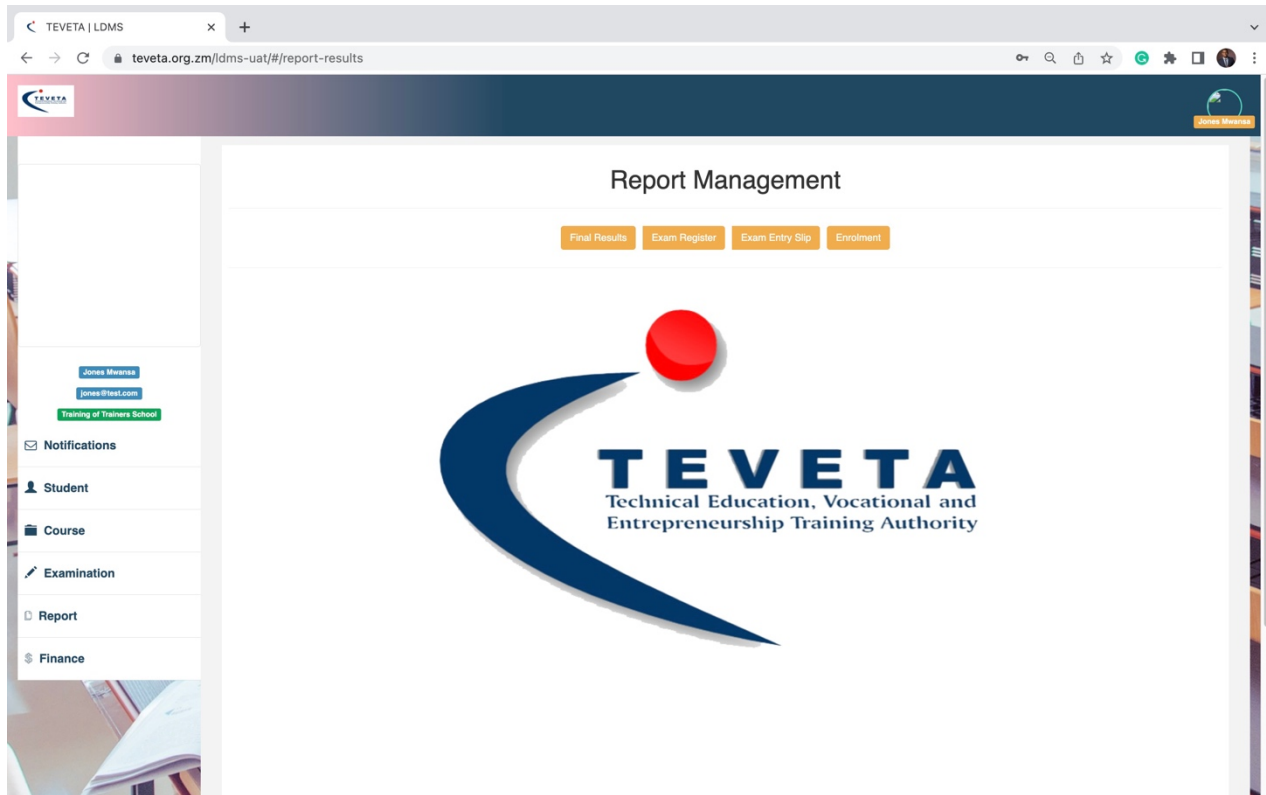 TEVETA | LDMS
teveta.org.zm/ldms-uat/#/report-results
TEVETA
Jones Mwansa
Report Management
Final Results
Exam Register
Exam Entry Slip
Enrolment
Jones Mwansa
jones@test.com
Training of Trainers School
Notifications
Student
Course
Examination
Report
Finance
TEVETA
Technical Education, Vocational and
Entrepreneurship Training Authority